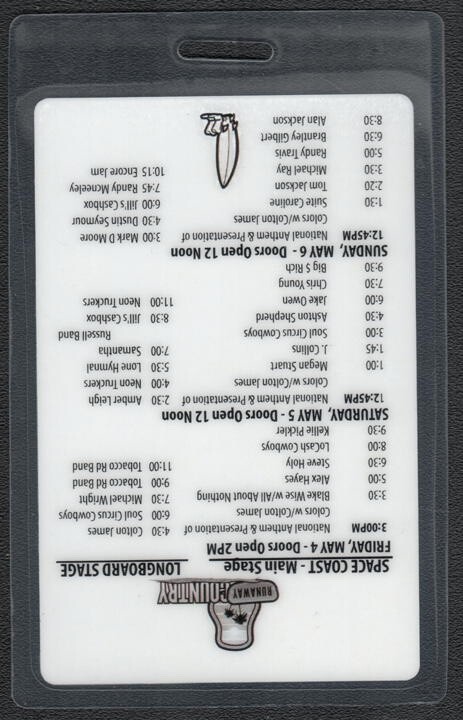 RUNAWAY
COUNTRY
SPACE COAST - Main Stage
FRIDAY, MAY 4 - Doors Open 2PM
3:00PM National Anthem & Presentation of
Colors w/Colton James
3:30 Blake Wise w/All About Nothing
5:00 Alex Hayes
6:30 Steve Holy
8:00 LoCash Cowboys
9:30 Kellie Pickler
SATURDAY, MAY 5 - Doors Open 12 Noon
12:45PM National Anthem & Presentation of
Colors w/Colton James
1:00 Megan Stuart
1:45 J. Collins
3:00 Soul Circus Cowboys
4:30 Ashton Shepherd
6:00 Jake Owen
7:30 Chris Young
9:30 Big $ Rich
SUNDAY, MAY 6 - Doors Open 12 Noon
12:45PM National Anthem & Presentation of
Colors w/Colton James
1:30 Suite Caroline
2:20 Tom Jackson
3:30 Michael Ray
5:00 Randy Travis
6:30 Brantley Gilbert
8:30 Alan Jackson
LONGBOARD STAGE
4:30 Colton James
6:00 Soul Circus Cowboys
7:30 Michael Wright
9:00 Tobacco Rd Band
11:00 Tobacco Rd Band
2:30 Amber Leigh
4:00 Neon Truckers
5:30 Lone Hymnal
7:00 Samantha
Russell Band
8:30 Jill's Cashbox
11:00 Neon Truckers
3:00 Mark D Moore
4:30 Dustin Seymour
6:00 Jill's Cashbox
7:45 Randy Mcneeley
10:15 Encore Jam